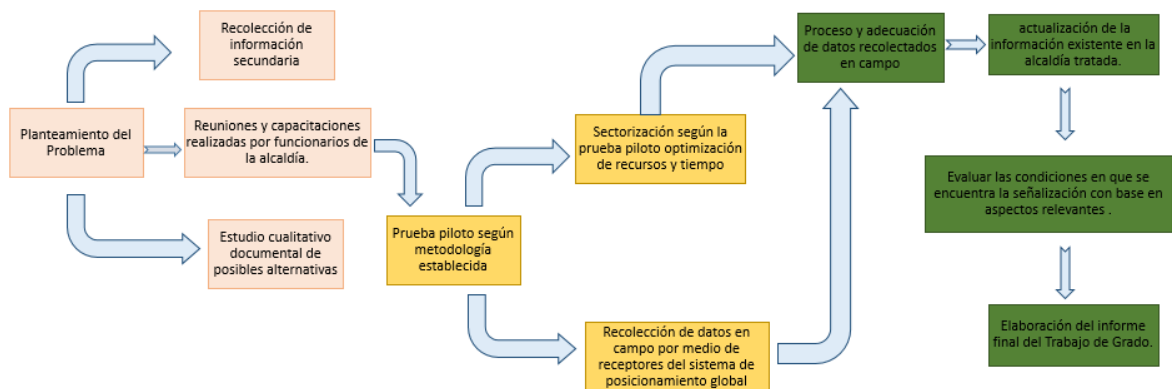 Recolección de
información
secundaria
Planteamiento del
Problema
Reuniones y capacitaciones
realizadas por funcionarios de
la alcaldía.
Estudio cualitativo
documental de
posibles alternativas
Prueba piloto según
metodología
establecida
Sectorización según la
prueba piloto optimización
de recursos y tiempo
Recolección de datos en
campo por medio de
receptores del sistema de
posicionamiento global
Proceso y adecuación
de datos recolectados
en campo
actualización de la
información existente en la
alcaldía tratada.
Evaluar las condiciones en que se
encuentra la señalización con base en
aspectos relevantes .
Elaboración del informe
final del Trabajo de Grado.